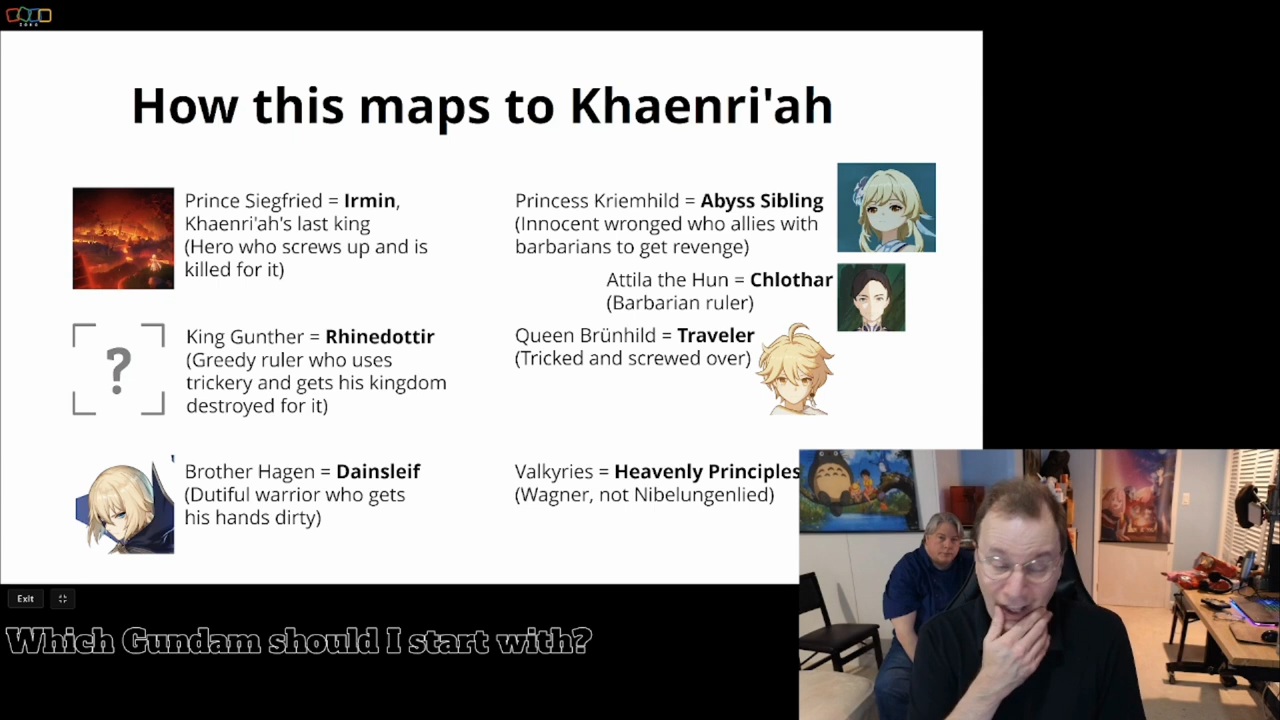 How this maps to Khaenri'ah
Prince Siegfried = Irmin,
Khaenri'ah's last king
(Hero who screws up and is
killed for it)
Princess Kriemhild = Abyss Sibling
(Innocent wronged who allies with
barbarians to get revenge)
Attila the Hun = Chlothar
(Barbarian ruler)
?
King Gunther = Rhinedottir
(Greedy ruler who uses
trickery and gets his kingdom
destroyed for it)
Queen Brünhild = Traveler
(Tricked and screwed over)
Brother Hagen = Dainsleif
(Dutiful warrior who gets
his hands dirty)
Valkyries = Heavenly Principles
(Wagner, not Nibelungenlied)
Exit
Which Gundam should I start with?